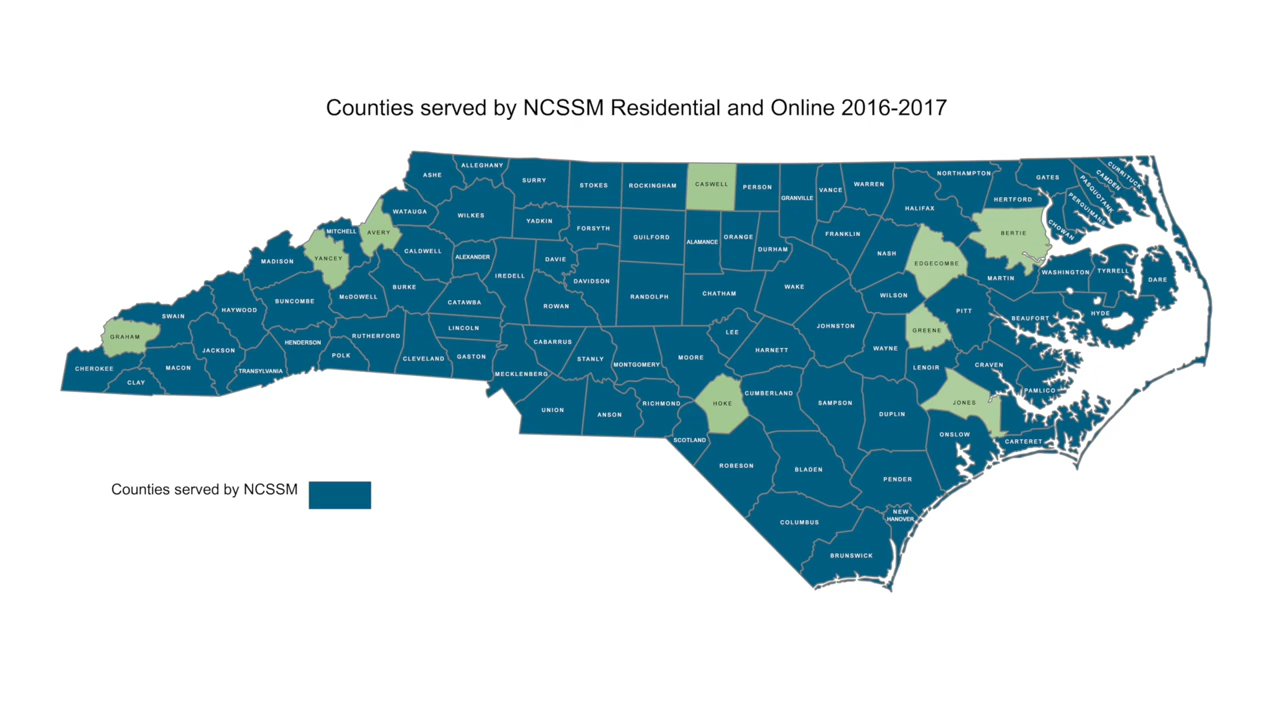 Counties served by NCSSM Residential and Online 2016-2017
ALLEGHANY
ASHE
SURRY
STOKES
ROCKINGHAM
CASWELL
PERSON
GRANVILLE
VANCE
WARREN
NORTHAMPTON
GATES
CURRITUCK
CAMDEN
PASQUOTANK
PERQUIMANS
HERTFORD
HALIFAX
WATAUGA
WILKES
YADKIN
FORSYTH
GUILFORD
ALAMANCE
ORANGE
DURHAM
FRANKLIN
NASH
EDGECOMBE
BERTIE
CHOWAN
MITCHELL
AVERY
YANCEY
MADISON
CALDWELL
ALEXANDER
IREDELL
DAVIE
DAVIDSON
RANDOLPH
CHATHAM
WAKE
WILSON
MARTIN
WASHINGTON
TYRRELL
DARE
SWAIN
HAYWOOD
BUNCOMBE
McDOWELL
BURKE
CATAWBA
ROWAN
LEE
JOHNSTON
GREENE
PITT
BEAUFORT
HYDE
GRAHAM
CHEROKEE
CLAY
MACON
JACKSON
TRANSYLVANIA
HENDERSON
POLK
RUTHERFORD
CLEVELAND
LINCOLN
GASTON
MECKLENBERG
CABARRUS
STANLY
MONTGOMERY
MOORE
HARNETT
WAYNE
LENOIR
CRAVEN
PAMLICO
JONES
UNION
ANSON
RICHMOND
SCOTLAND
HOKE
CUMBERLAND
SAMPSON
DUPLIN
ONSLOW
CARTERET
ROBESON
BLADEN
PENDER
COLUMBUS
NEW
HANOVER
BRUNSWICK
Counties served by NCSSM